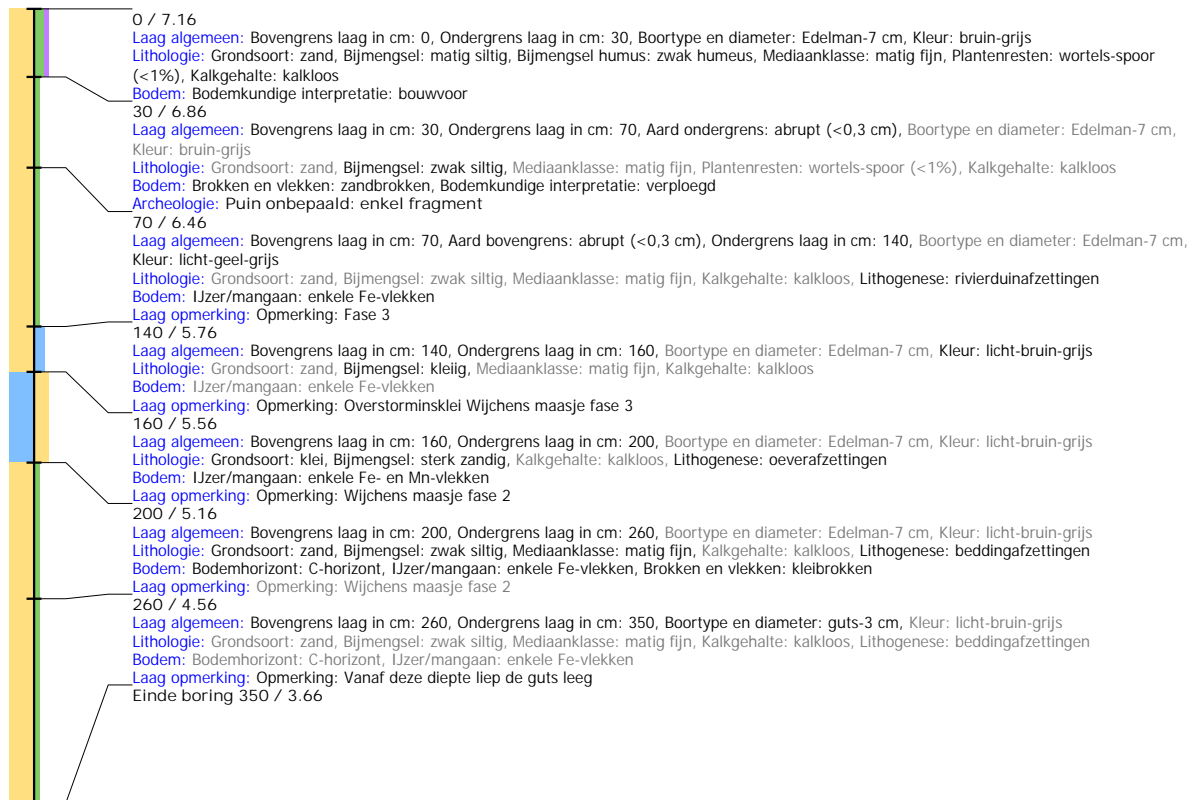 0 / 7.16
Laag algemeen: Bovengrens laag in cm: 0, Ondergrens laag in cm: 30, Boortype en diameter: Edelman-7 cm, Kleur: bruin-grijs
Lithologie: Grondsoort: zand, Bijmengsel: matig siltig, Bijmengsel humus: zwak humeus, Mediaanklasse: matig fijn, Plantenresten: wortels-spoor
(<1%), Kalkgehalte: kalkloos
Bodem: Bodemkundige interpretatie: bouwvoor
30 / 6.86
Laag algemeen: Bovengrens laag in cm: 30, Ondergrens laag in cm: 70, Aard ondergrens: abrupt (<0,3 cm), Boortype en diameter: Edelman-7 cm,
Kleur: bruin-grijs
Lithologie: Grondsoort: zand, Bijmengsel: zwak siltig, Mediaanklasse: matig fijn, Plantenresten: wortels-spoor (<1%), Kalkgehalte: kalkloos
Bodem: Brokken en vlekken: zandbrokken, Bodemkundige interpretatie: verploegd
Archeologie: Puin onbepaald: enkel fragment
70 / 6.46
Laag algemeen: Bovengrens laag in cm: 70, Aard bovengrens: abrupt (<0,3 cm), Ondergrens laag in cm: 140, Boortype en diameter: Edelman-7 cm,
Kleur: licht-geel-grijs
Lithologie: Grondsoort: zand, Bijmengsel: zwak siltig, Mediaanklasse: matig fijn, Kalkgehalte: kalkloos, Lithogenese: rivierduinafzettingen
Bodem: IJzer/mangaan: enkele Fe-vlekken
Laag opmerking: Opmerking: Fase 3
140 / 5.76
Laag algemeen: Bovengrens laag in cm: 140, Ondergrens laag in cm: 160, Boortype en diameter: Edelman-7 cm, Kleur: licht-bruin-grijs
Lithologie: Grondsoort: zand, Bijmengsel: kleiig, Mediaanklasse: matig fijn, Kalkgehalte: kalkloos
Bodem: IJzer/mangaan: enkele Fe-vlekken
Laag opmerking: Opmerking: Overstorminsklei Wijchens maasje fase 3
160 / 5.56
Laag algemeen: Bovengrens laag in cm: 160, Ondergrens laag in cm: 200, Boortype en diameter: Edelman-7 cm, Kleur: licht-bruin-grijs
Lithologie: Grondsoort: klei, Bijmengsel: sterk zandig, Kalkgehalte: kalkloos, Lithogenese: oeverafzettingen
Bodem: IJzer/mangaan: enkele Fe- en Mn-vlekken
Laag opmerking: Opmerking: Wijchens maasje fase 2
200 / 5.16
Laag algemeen: Bovengrens laag in cm: 200, Ondergrens laag in cm: 260, Boortype en diameter: Edelman-7 cm, Kleur: licht-bruin-grijs
Lithologie: Grondsoort: zand, Bijmengsel: zwak siltig, Mediaanklasse: matig fijn, Kalkgehalte: kalkloos, Lithogenese: beddingafzettingen
Bodem: Bodemhorizont: C-horizont, IJzer/mangaan: enkele Fe-vlekken, Brokken en vlekken: kleibrokken
Laag opmerking: Opmerking: Wijchens maasje fase 2
260 / 4.56
Laag algemeen: Bovengrens laag in cm: 260, Ondergrens laag in cm: 350, Boortype en diameter: guts-3 cm, Kleur: licht-bruin-grijs
Lithologie: Grondsoort: zand, Bijmengsel: zwak siltig, Mediaanklasse: matig fijn, Kalkgehalte: kalkloos, Lithogenese: beddingafzettingen
Bodem: Bodemhorizont: C-horizont, IJzer/mangaan: enkele Fe-vlekken
Laag opmerking: Opmerking: Vanaf deze diepte liep de guts leeg
Einde boring 350 / 3.66